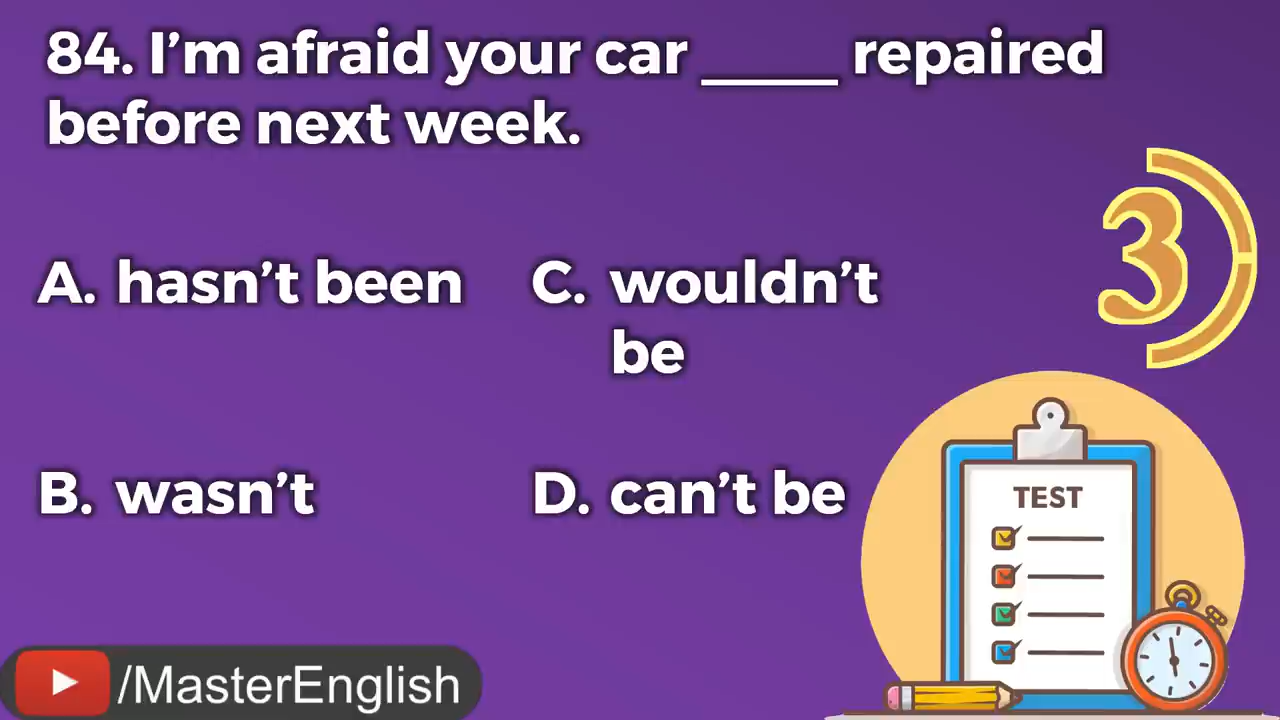 84. I’m afraid your car _____ repaired
before next week.
A. hasn’t been
C. wouldn’t
be
B. wasn’t
D. can’t be
3
TEST
/MasterEnglish